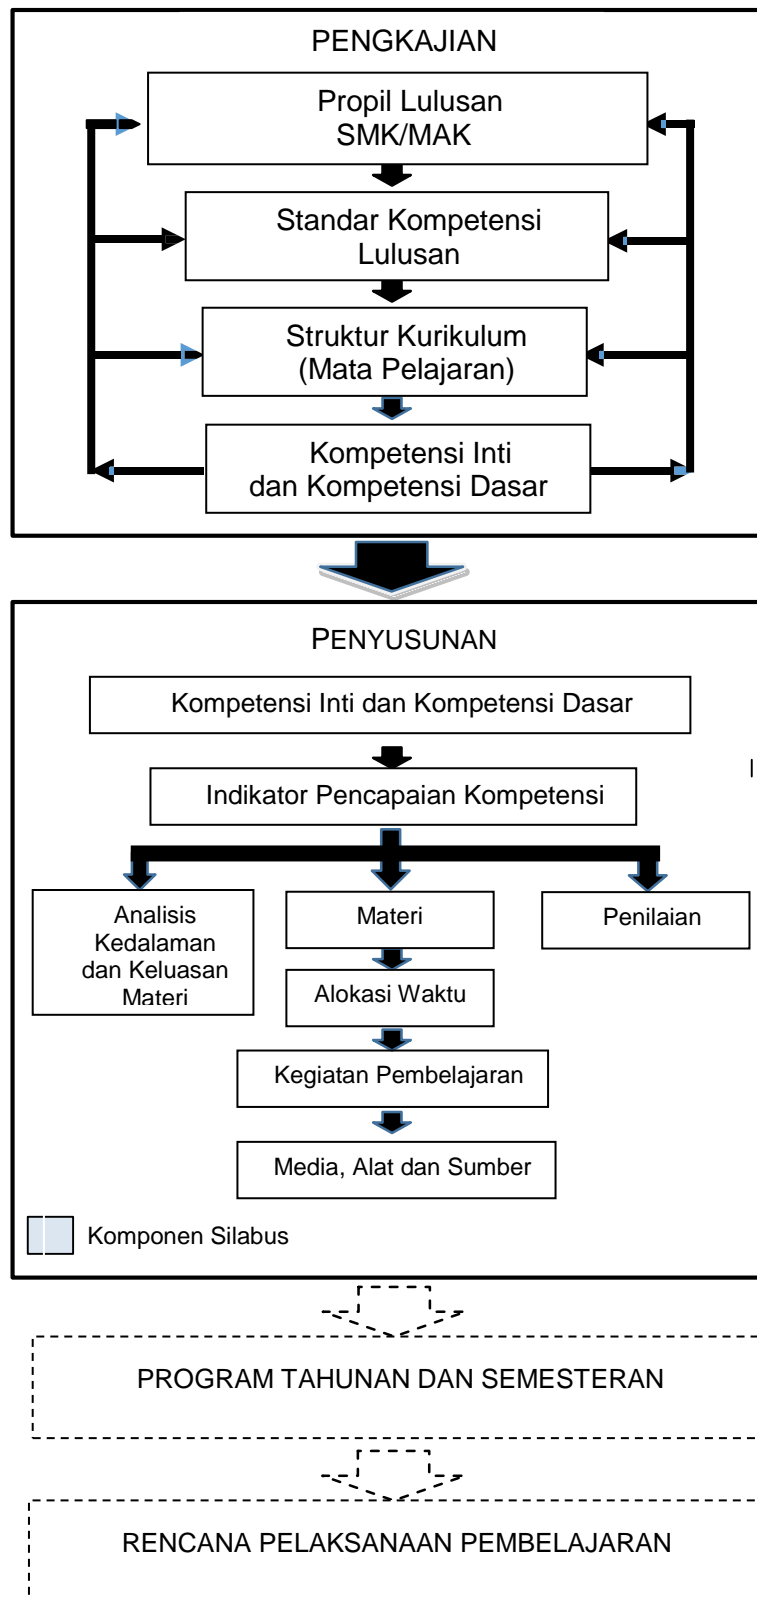 PENGKAJIAN
Propil Lulusan
SMK/MAK
Standar Kompetensi
Lulusan
Struktur Kurikulum
(Mata Pelajaran)
Kompetensi Inti
dan Kompetensi Dasar
PENYUSUNAN
Kompetensi Inti dan Kompetensi Dasar
Indikator Pencapaian Kompetensi
Analisis
Kedalaman
dan Keluasan
Materi
Materi
Penilaian
Alokasi Waktu
Kegiatan Pembelajaran
Media, Alat dan Sumber
Komponen Silabus
PROGRAM TAHUNAN DAN SEMESTERAN
RENCANA PELAKSANAAN PEMBELAJARAN